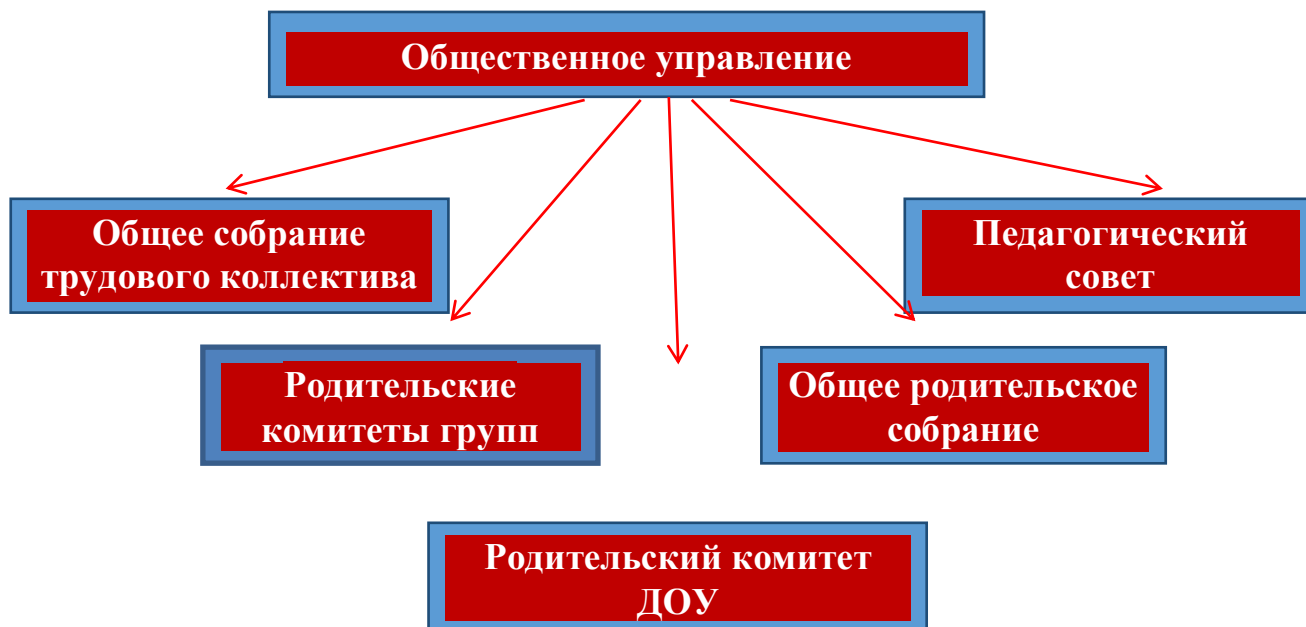 Общественное управление
Общее собрание
трудового коллектива
Педагогический
совет
Родительские
комитеты групп
Общее родительское
собрание
Родительский комитет
ДОУ